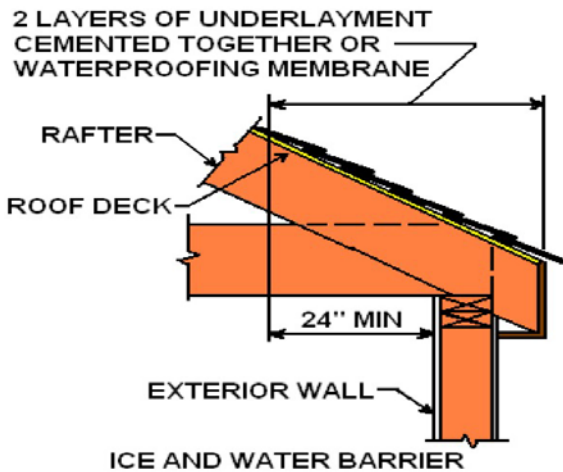 2 LAYERS OF UNDERLAYMENT
CEMENTED TOGETHER OR
WATERPROOFING MEMBRANE
RAFTER
ROOF DECK
24" MIN
EXTERIOR WALL
ICE AND WATER BARRIER